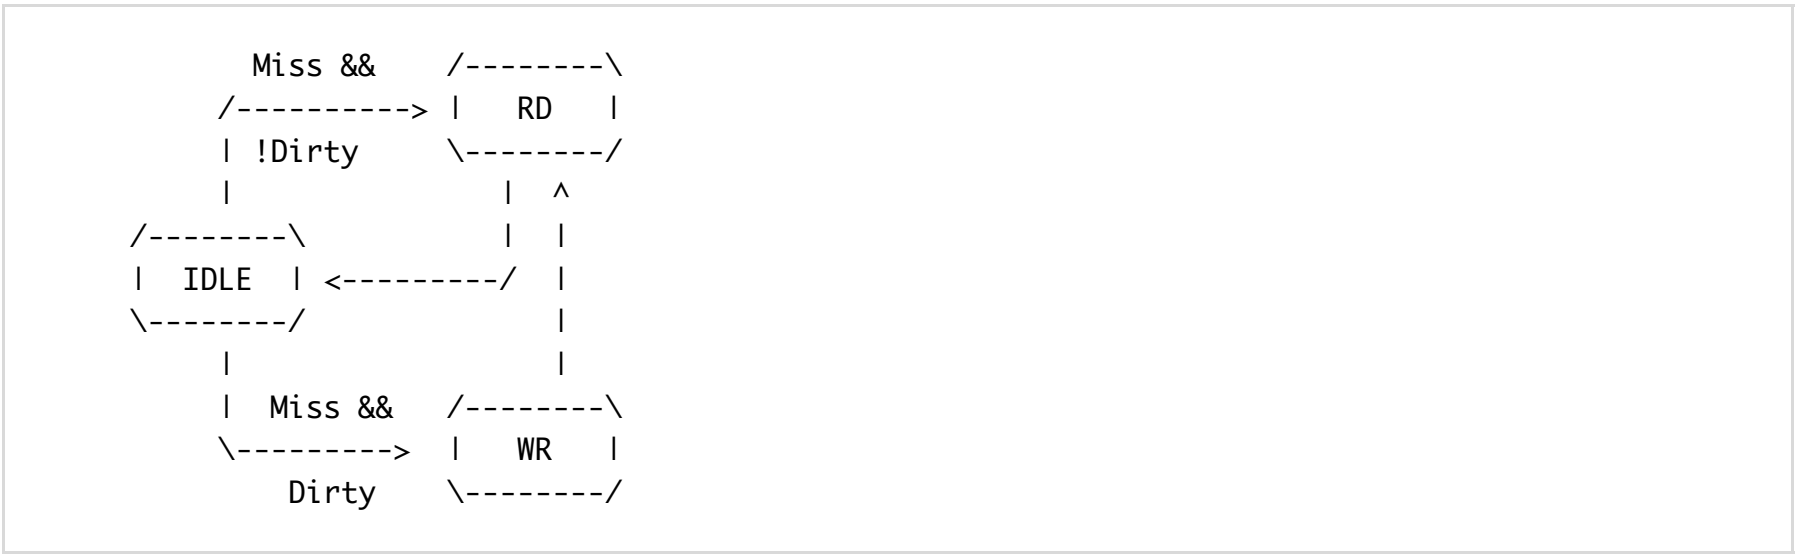 Miss &&    /--------\
     /----------> |   RD   |
     | !Dirty     \--------/
     |               |  ^
/--------\           |  |
|  IDLE  | <---------/  |
\--------/              |
     |                  |
     |  Miss &&   /--------\
     \--------->  |   WR   |
         Dirty    \--------/